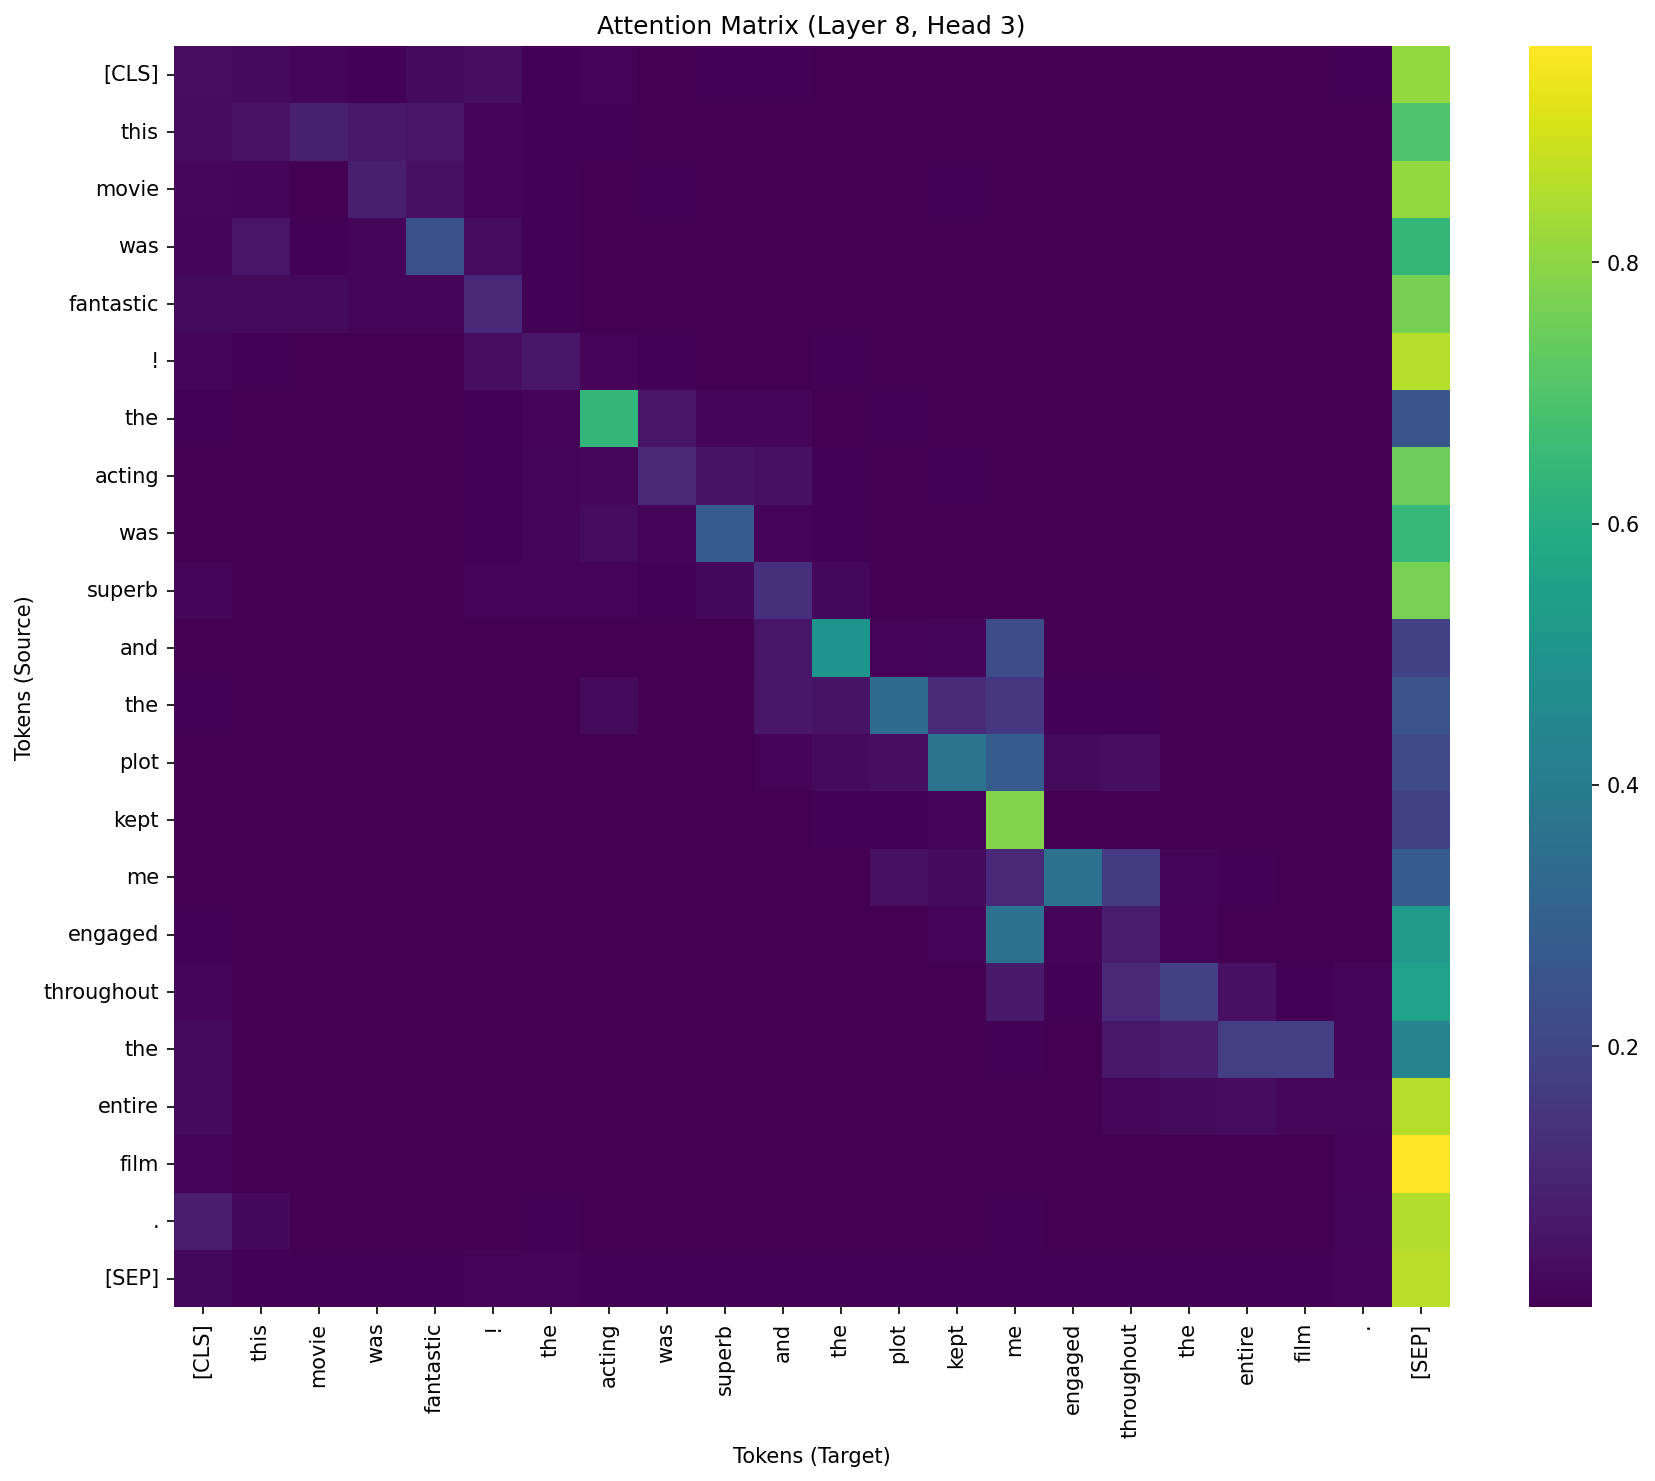 Attention Matrix (Layer 8, Head 3)
Tokens (Source)
[CLS]
this
movie
was
fantastic
!
the
acting
was
superb
and
the
plot
kept
me
engaged
throughout
the
entire
film
.
[SEP]
[CLS]
this
movie
was
fantastic
!
the
acting
was
superb
and
the
plot
kept
me
engaged
throughout
the
entire
film
.
[SEP]
Tokens (Target)
0.8
0.6
0.4
0.2